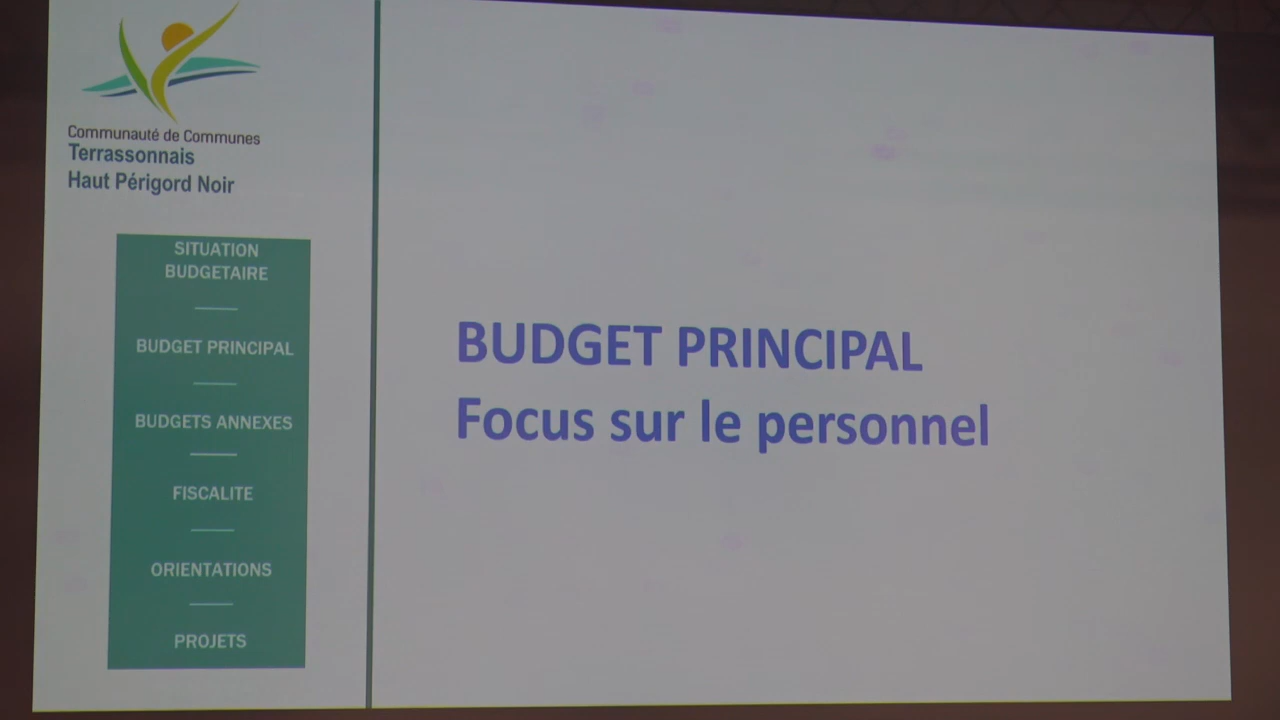 Communauté de Communes
Terrassonnais
Haut Périgord Noir
SITUATION
BUDGETAIRE
BUDGET PRINCIPAL
BUDGETS ANNEXES
FISCALITE
ORIENTATIONS
PROJETS
BUDGET PRINCIPAL
Focus sur le personnel